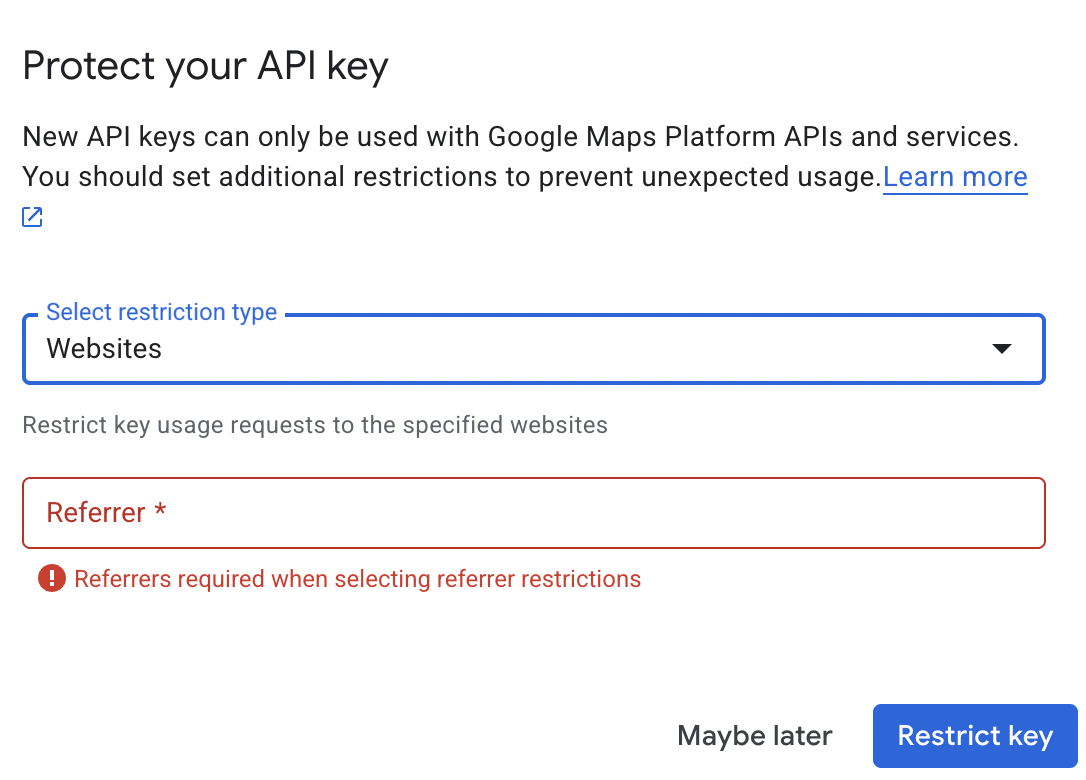 Protect your API key
New API keys can only be used with Google Maps Platform APIs and services.
You should set additional restrictions to prevent unexpected usage.Learn more
Select restriction type
Websites
Restrict key usage requests to the specified websites
Referrer *
Referrers required when selecting referrer restrictions
Maybe later
Restrict key